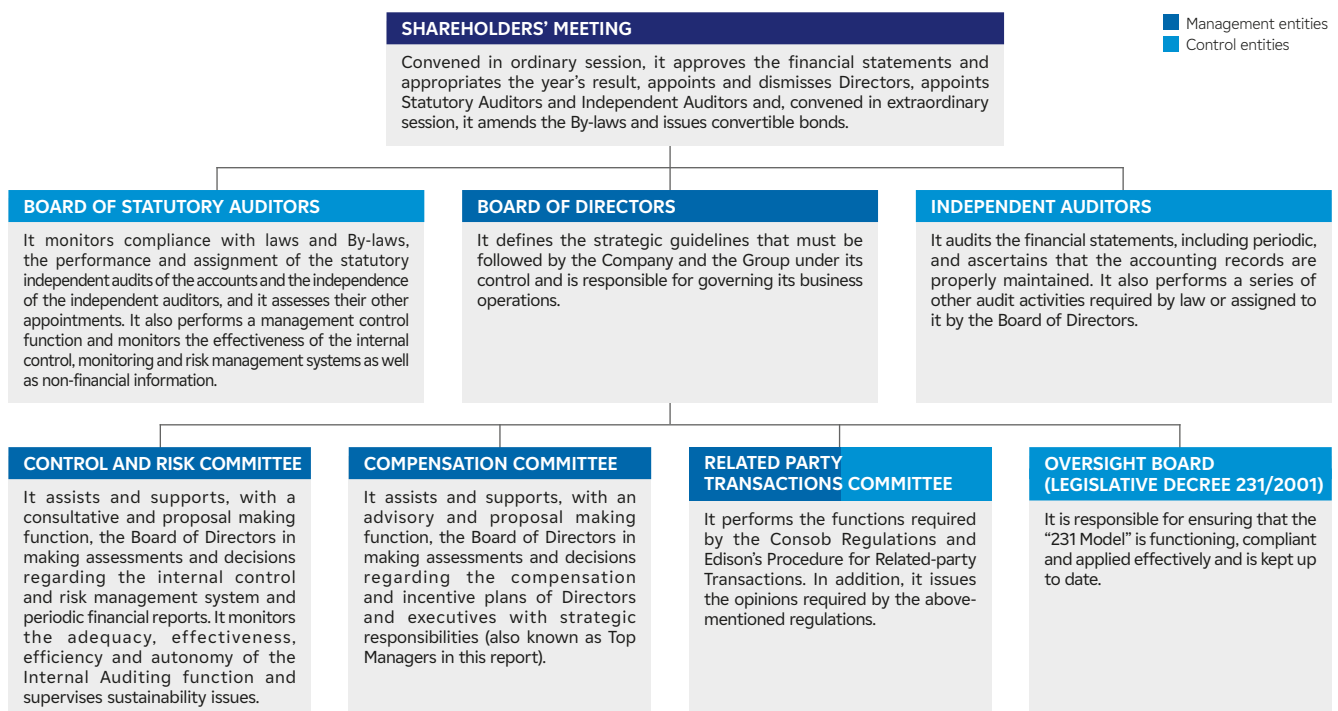 SHAREHOLDERS’ MEETING
Convened in ordinary session, it approves the financial statements and
appropriates the year’s result, appoints and dismisses Directors, appoints
Statutory Auditors and Independent Auditors and, convened in extraordinary
session, it amends the By-laws and issues convertible bonds.
Management entities
Control entities
BOARD OF STATUTORY AUDITORS
It monitors compliance with laws and By-laws,
the performance and assignment of the statutory
independent audits of the accounts and the independence
of the independent auditors, and it assesses their other
appointments. It also performs a management control
function and monitors the effectiveness of the internal
control, monitoring and risk management systems as well
as non-financial information.
BOARD OF DIRECTORS
It defines the strategic guidelines that must be
followed by the Company and the Group under its
control and is responsible for governing its business
operations.
INDEPENDENT AUDITORS
It audits the financial statements, including periodic,
and ascertains that the accounting records are
properly maintained. It also performs a series of
other audit activities required by law or assigned to
it by the Board of Directors.
CONTROL AND RISK COMMITTEE
It assists and supports, with a
consultative and proposal making
function, the Board of Directors in
making assessments and decisions
regarding the internal control
and risk management system and
periodic financial reports. It monitors
the adequacy, effectiveness,
efficiency and autonomy of the
Internal Auditing function and
supervises sustainability issues.
COMPENSATION COMMITTEE
It assists and supports, with an
advisory and proposal making
function, the Board of Directors in
making assessments and decisions
regarding the compensation
and incentive plans of Directors
and executives with strategic
responsibilities (also known as Top
Managers in this report).
RELATED PARTY
TRANSACTIONS COMMITTEE
It performs the functions required
by the Consob Regulations and
Edison’s Procedure for Related-party
Transactions. In addition, it issues
the opinions required by the above-
mentioned regulations.
OVERSIGHT BOARD
(LEGISLATIVE DECREE 231/2001)
It is responsible for ensuring that the
“231 Model” is functioning, compliant
and applied effectively and is kept up
to date.